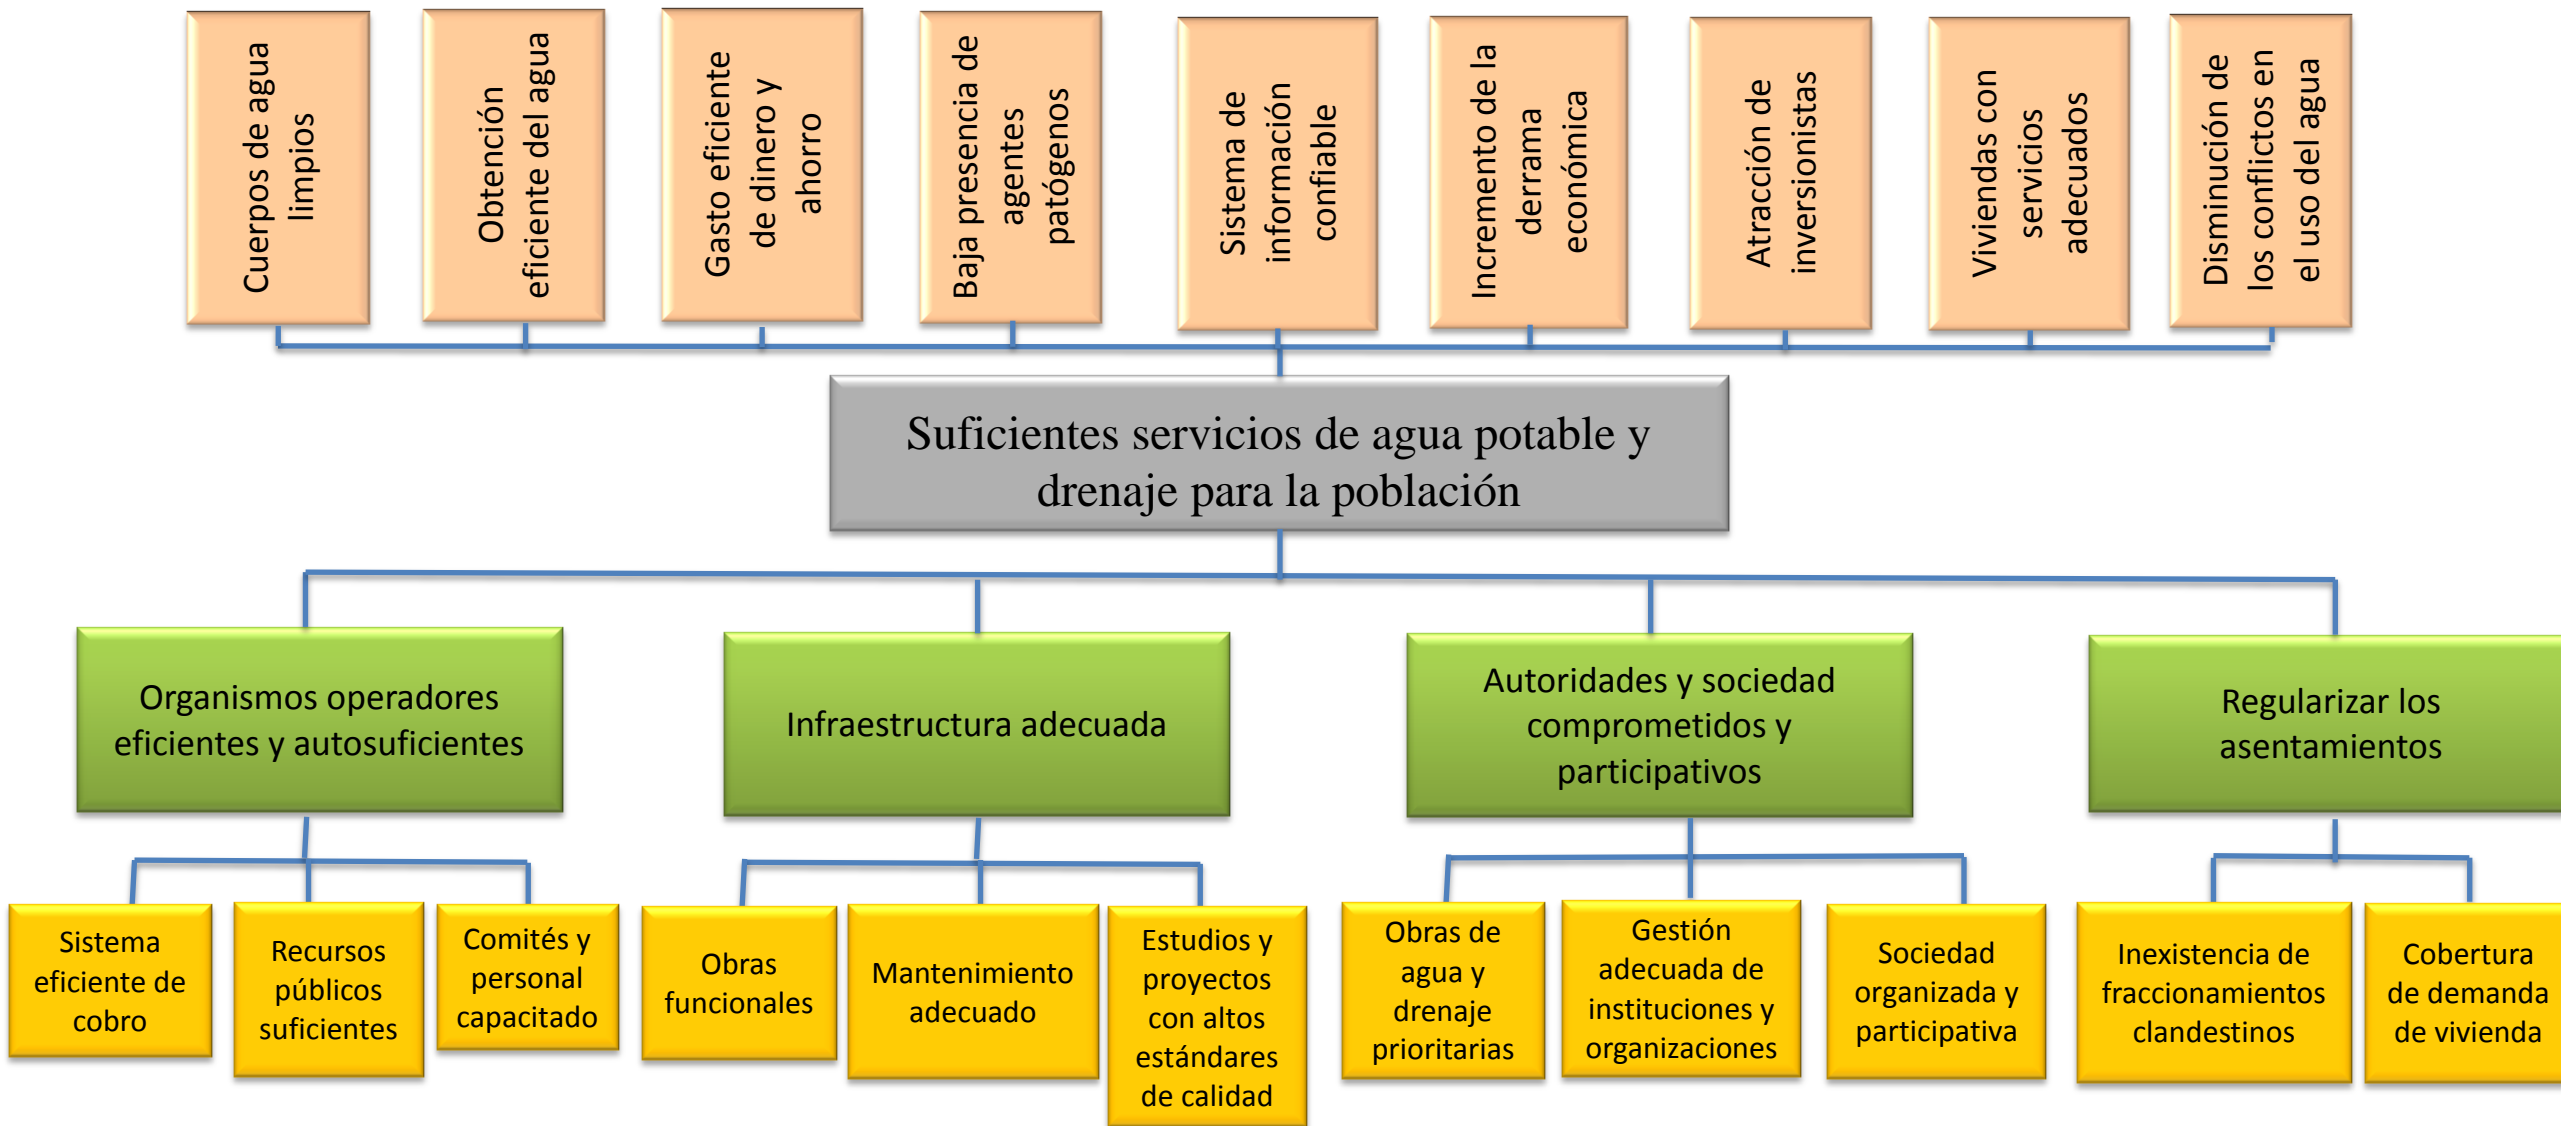 Cuerpos de agua
limpios
Obtención
eficiente del agua
Gasto eficiente
de dinero y
ahorro
Baja presencia de
agentes
patógenos
Sistema de
información
confiable
Incremento de la
derrama
económica
Atracción de
inversionistas
Viviendas con
servicios
adecuados
Disminución de
los conflictos en
el uso del agua
Suficientes servicios de agua potable y
drenaje para la población
Organismos operadores
eficientes y autosuficientes
Infraestructura adecuada
Autoridades y sociedad
comprometidos y
participativos
Regularizar los
asentamientos
Sistema
eficiente de
cobro
Recursos
públicos
suficientes
Comités y
personal
capacitado
Obras
funcionales
Mantenimiento
adecuado
Estudios y
proyectos
con altos
estándares
de calidad
Obras de
agua y
drenaje
prioritarias
Gestión
adecuada de
instituciones y
organizaciones
Sociedad
organizada y
participativa
Inexistencia de
fraccionamientos
clandestinos
Cobertura
de demanda
de vivienda